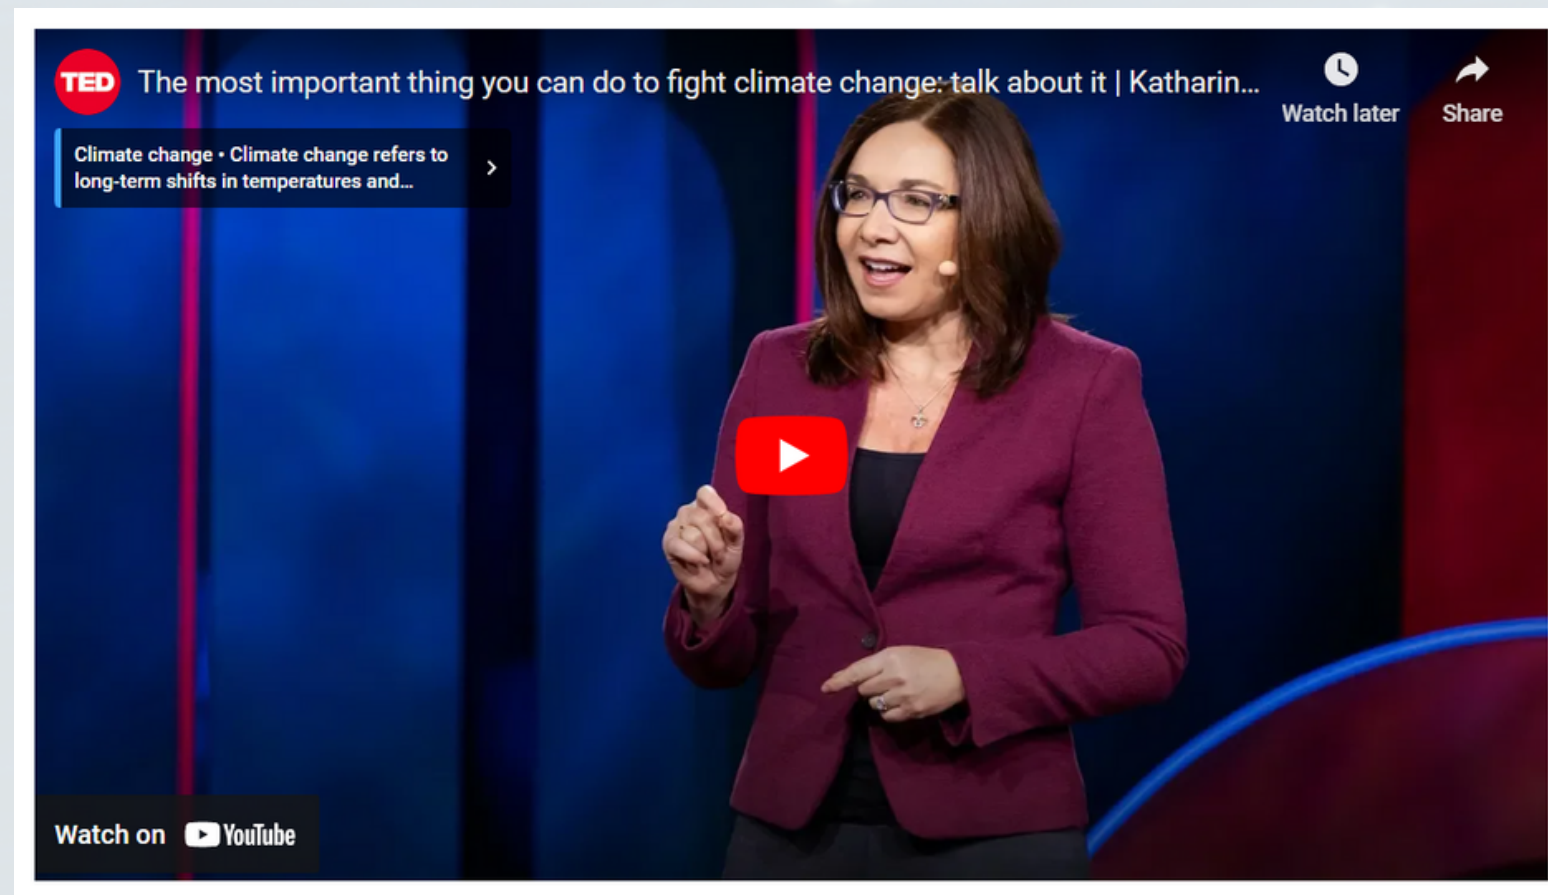 TED
The most important thing you can do to fight climate change: talk about it | Katharin...
Watch later
Share
Climate change • Climate change refers to
long-term shifts in temperatures and...
Watch on YouTube